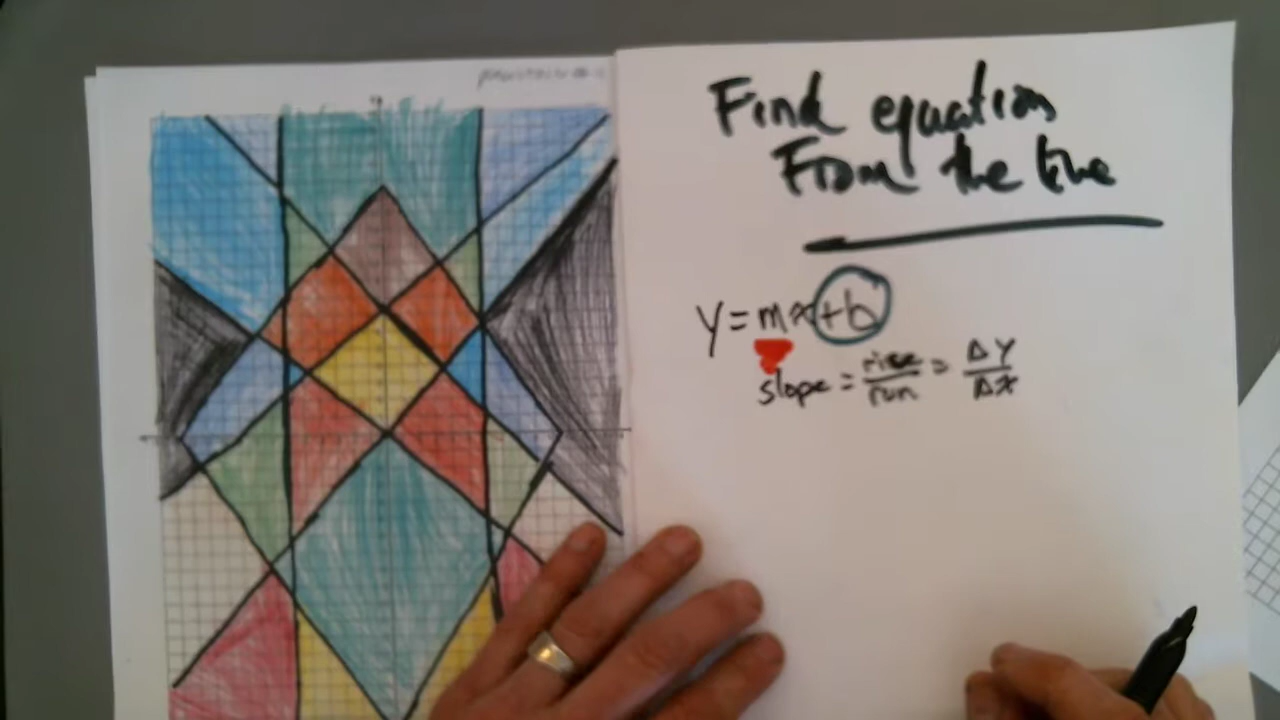 Find equation
From the line
y = mx + b
slope = rise/run = ΔY/Δx